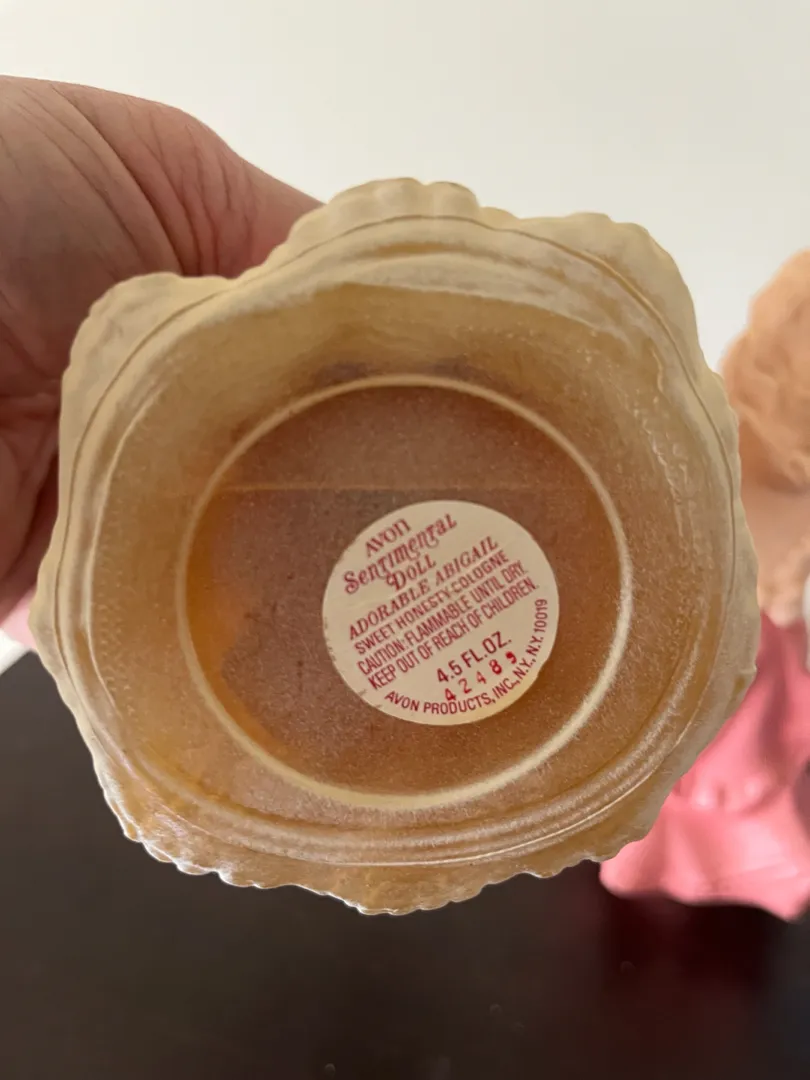 AVON
Sentimental
DOLL
ADORABLE ABIGAIL
SWEET HONESTY COLOGNE
CAUTION: FLAMMABLE UNTIL DRY.
KEEP OUT OF REACH OF CHILDREN.
4.5 FL.OZ.
42489
AVON PRODUCTS, INC., N.Y., N.Y. 10019